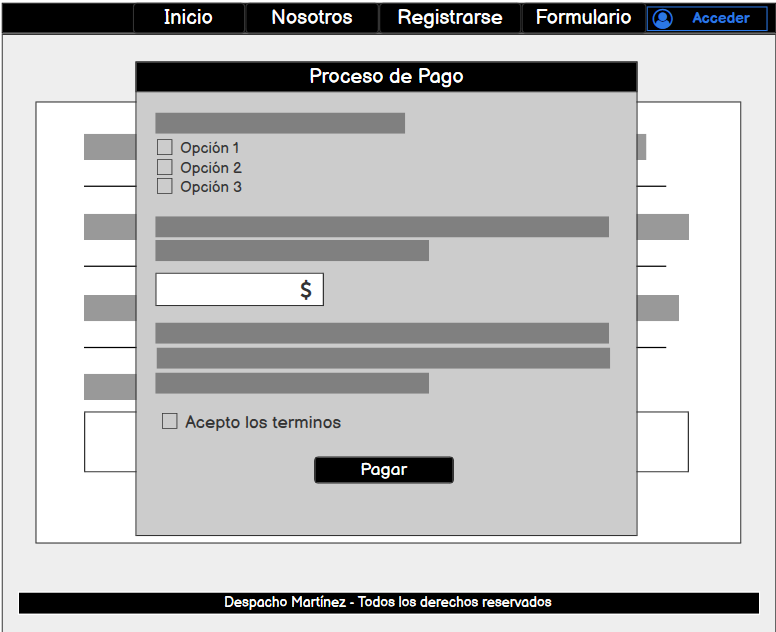 Inicio Nosotros Registrarse Formulario Acceder
Proceso de Pago
Opción 1
Opción 2
Opción 3
$
Acepto los terminos
Pagar
Despacho Martínez - Todos los derechos reservados